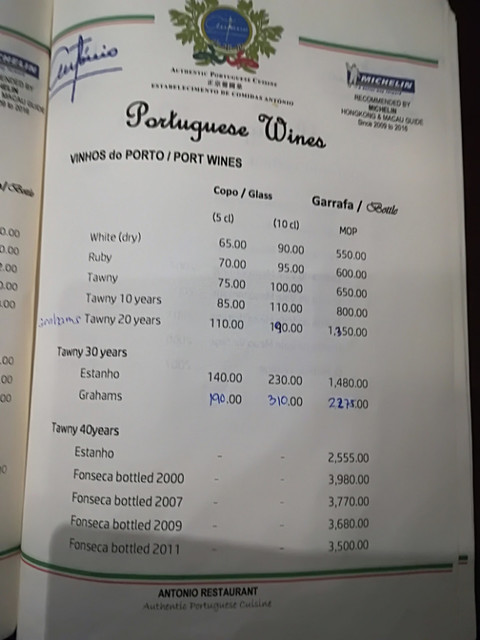 António
AUTHENTIC PORTUGUESE CUISINE
ESTABELECIMENTO DE COMIDAS ANTÓNIO
MICHELIN
RECOMMENDED BY
MICHELIN
HONGKONG & MACAU GUIDE
Since 2009 to 2016
Portuguese Wines
VINHOS do PORTO / PORT WINES
Copo / Glass Garrafa / Bottle
(5 cl) (10 cl) MOP
White (dry) 65.00 90.00 550.00
Ruby 70.00 95.00 600.00
Tawny 75.00 100.00 650.00
Tawny 10 years 85.00 110.00 800.00
Grahams Tawny 20 years 110.00 190.00 1,350.00
Tawny 30 years
Estanho 140.00 230.00 1,480.00
Grahams 190.00 310.00 2275.00
Tawny 40years
Estanho - - 2,555.00
Fonseca bottled 2000 - - 3,980.00
Fonseca bottled 2007 - - 3,770.00
Fonseca bottled 2009 - - 3,680.00
Fonseca bottled 2011 - - 3,500.00
ANTONIO RESTAURANT
Authentic Portuguese Cuisine